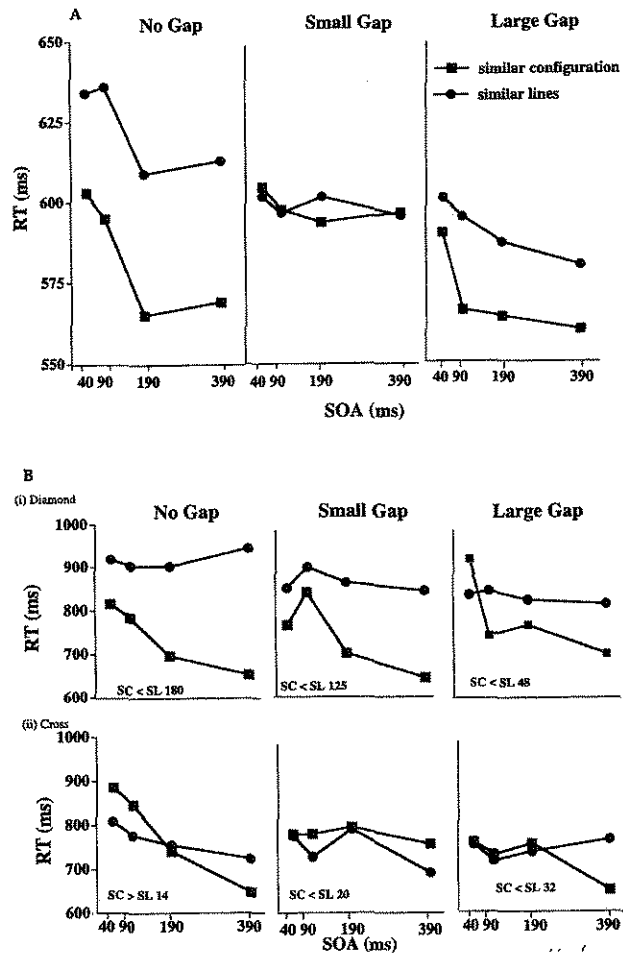 A
No Gap
Small Gap
Large Gap
650
625
600
575
550
RT (ms)
similar configuration
similar lines
40 90 190 390
40 90 190 390
40 90 190 390
SOA (ms)
B
(i) Diamond
No Gap
Small Gap
Large Gap
1000
900
800
700
600
RT (ms)
SC < SL 180
SC < SL 125
SC < SL 48
(ii) Cross
1000
900
800
700
600
RT (ms)
SC > SL 14
SC < SL 20
SC < SL 32
40 90 190 390
40 90 190 390
40 90 190 390
SOA (ms)